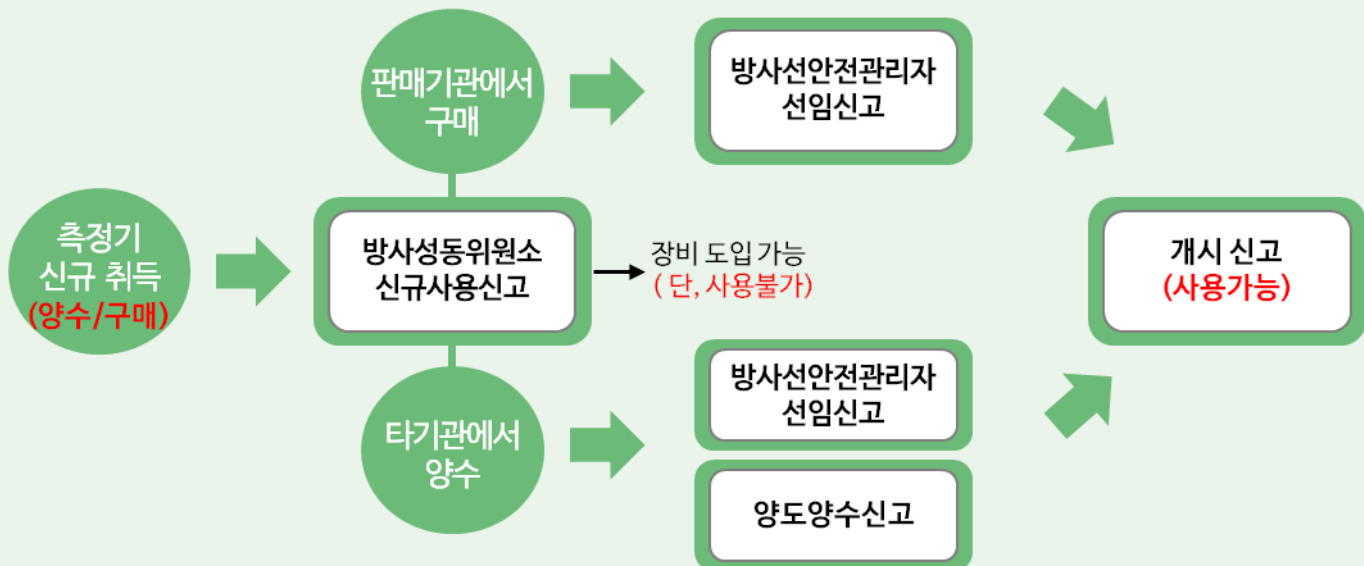 측정기
신규 취득
(양수/구매)
방사성동위원소
신규사용신고
장비 도입 가능
( 단, 사용불가)
판매기관에서
구매
방사선안전관리자
선임신고
타기관에서
양수
방사선안전관리자
선임신고
양도양수신고
개시 신고
(사용가능)